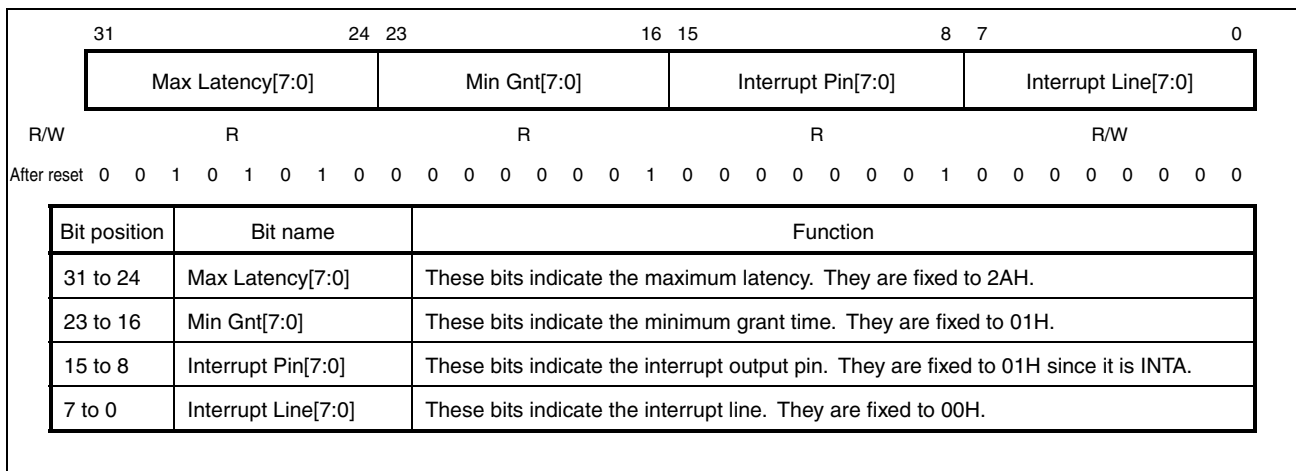 31 24 23 16 15 8 7 0
Max Latency[7:0] Min Gnt[7:0] Interrupt Pin[7:0] Interrupt Line[7:0]
R/W R R R R/W
After reset 0 0 1 0 1 0 1 0 0 0 0 0 0 0 0 1 0 0 0 0 0 0 0 1 0 0 0 0 0 0 0 0
Bit position Bit name Function
31 to 24 Max Latency[7:0] These bits indicate the maximum latency. They are fixed to 2AH.
23 to 16 Min Gnt[7:0] These bits indicate the minimum grant time. They are fixed to 01H.
15 to 8 Interrupt Pin[7:0] These bits indicate the interrupt output pin. They are fixed to 01H since it is INTA.
7 to 0 Interrupt Line[7:0] These bits indicate the interrupt line. They are fixed to 00H.